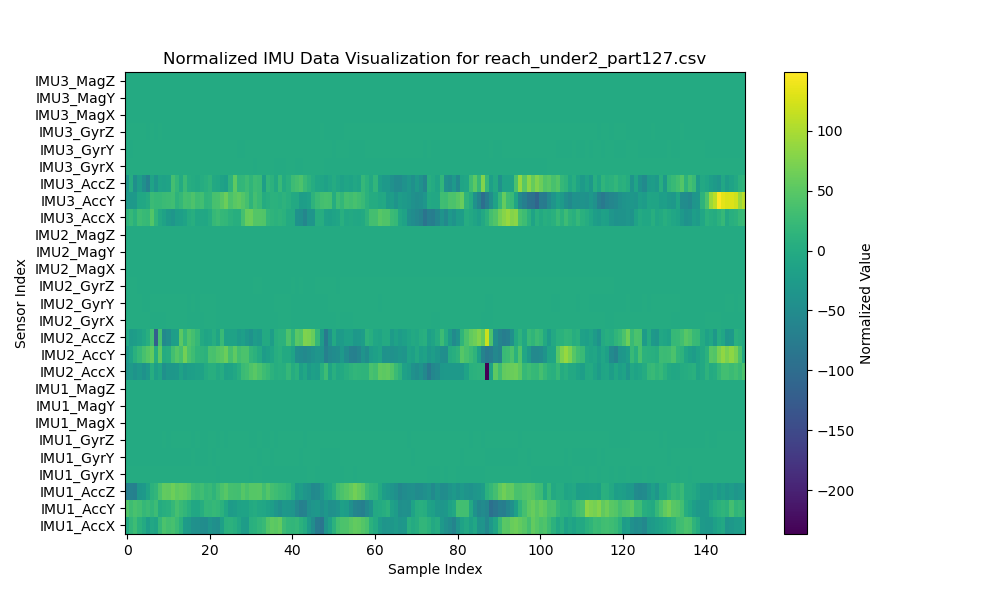 Normalized IMU Data Visualization for reach_under2_part127.csv
IMU3_MagZ
IMU3_MagY
IMU3_MagX
IMU3_GyrZ
IMU3_GyrY
IMU3_GyrX
IMU3_AccZ
IMU3_AccY
IMU3_AccX
IMU2_MagZ
IMU2_MagY
IMU2_MagX
IMU2_GyrZ
IMU2_GyrY
IMU2_GyrX
IMU2_AccZ
IMU2_AccY
IMU2_AccX
IMU1_MagZ
IMU1_MagY
IMU1_MagX
IMU1_GyrZ
IMU1_GyrY
IMU1_GyrX
IMU1_AccZ
IMU1_AccY
IMU1_AccX
Sensor Index
0 20 40 60 80 100 120 140
Sample Index
100
50
0
−50
−100
−150
−200
Normalized Value